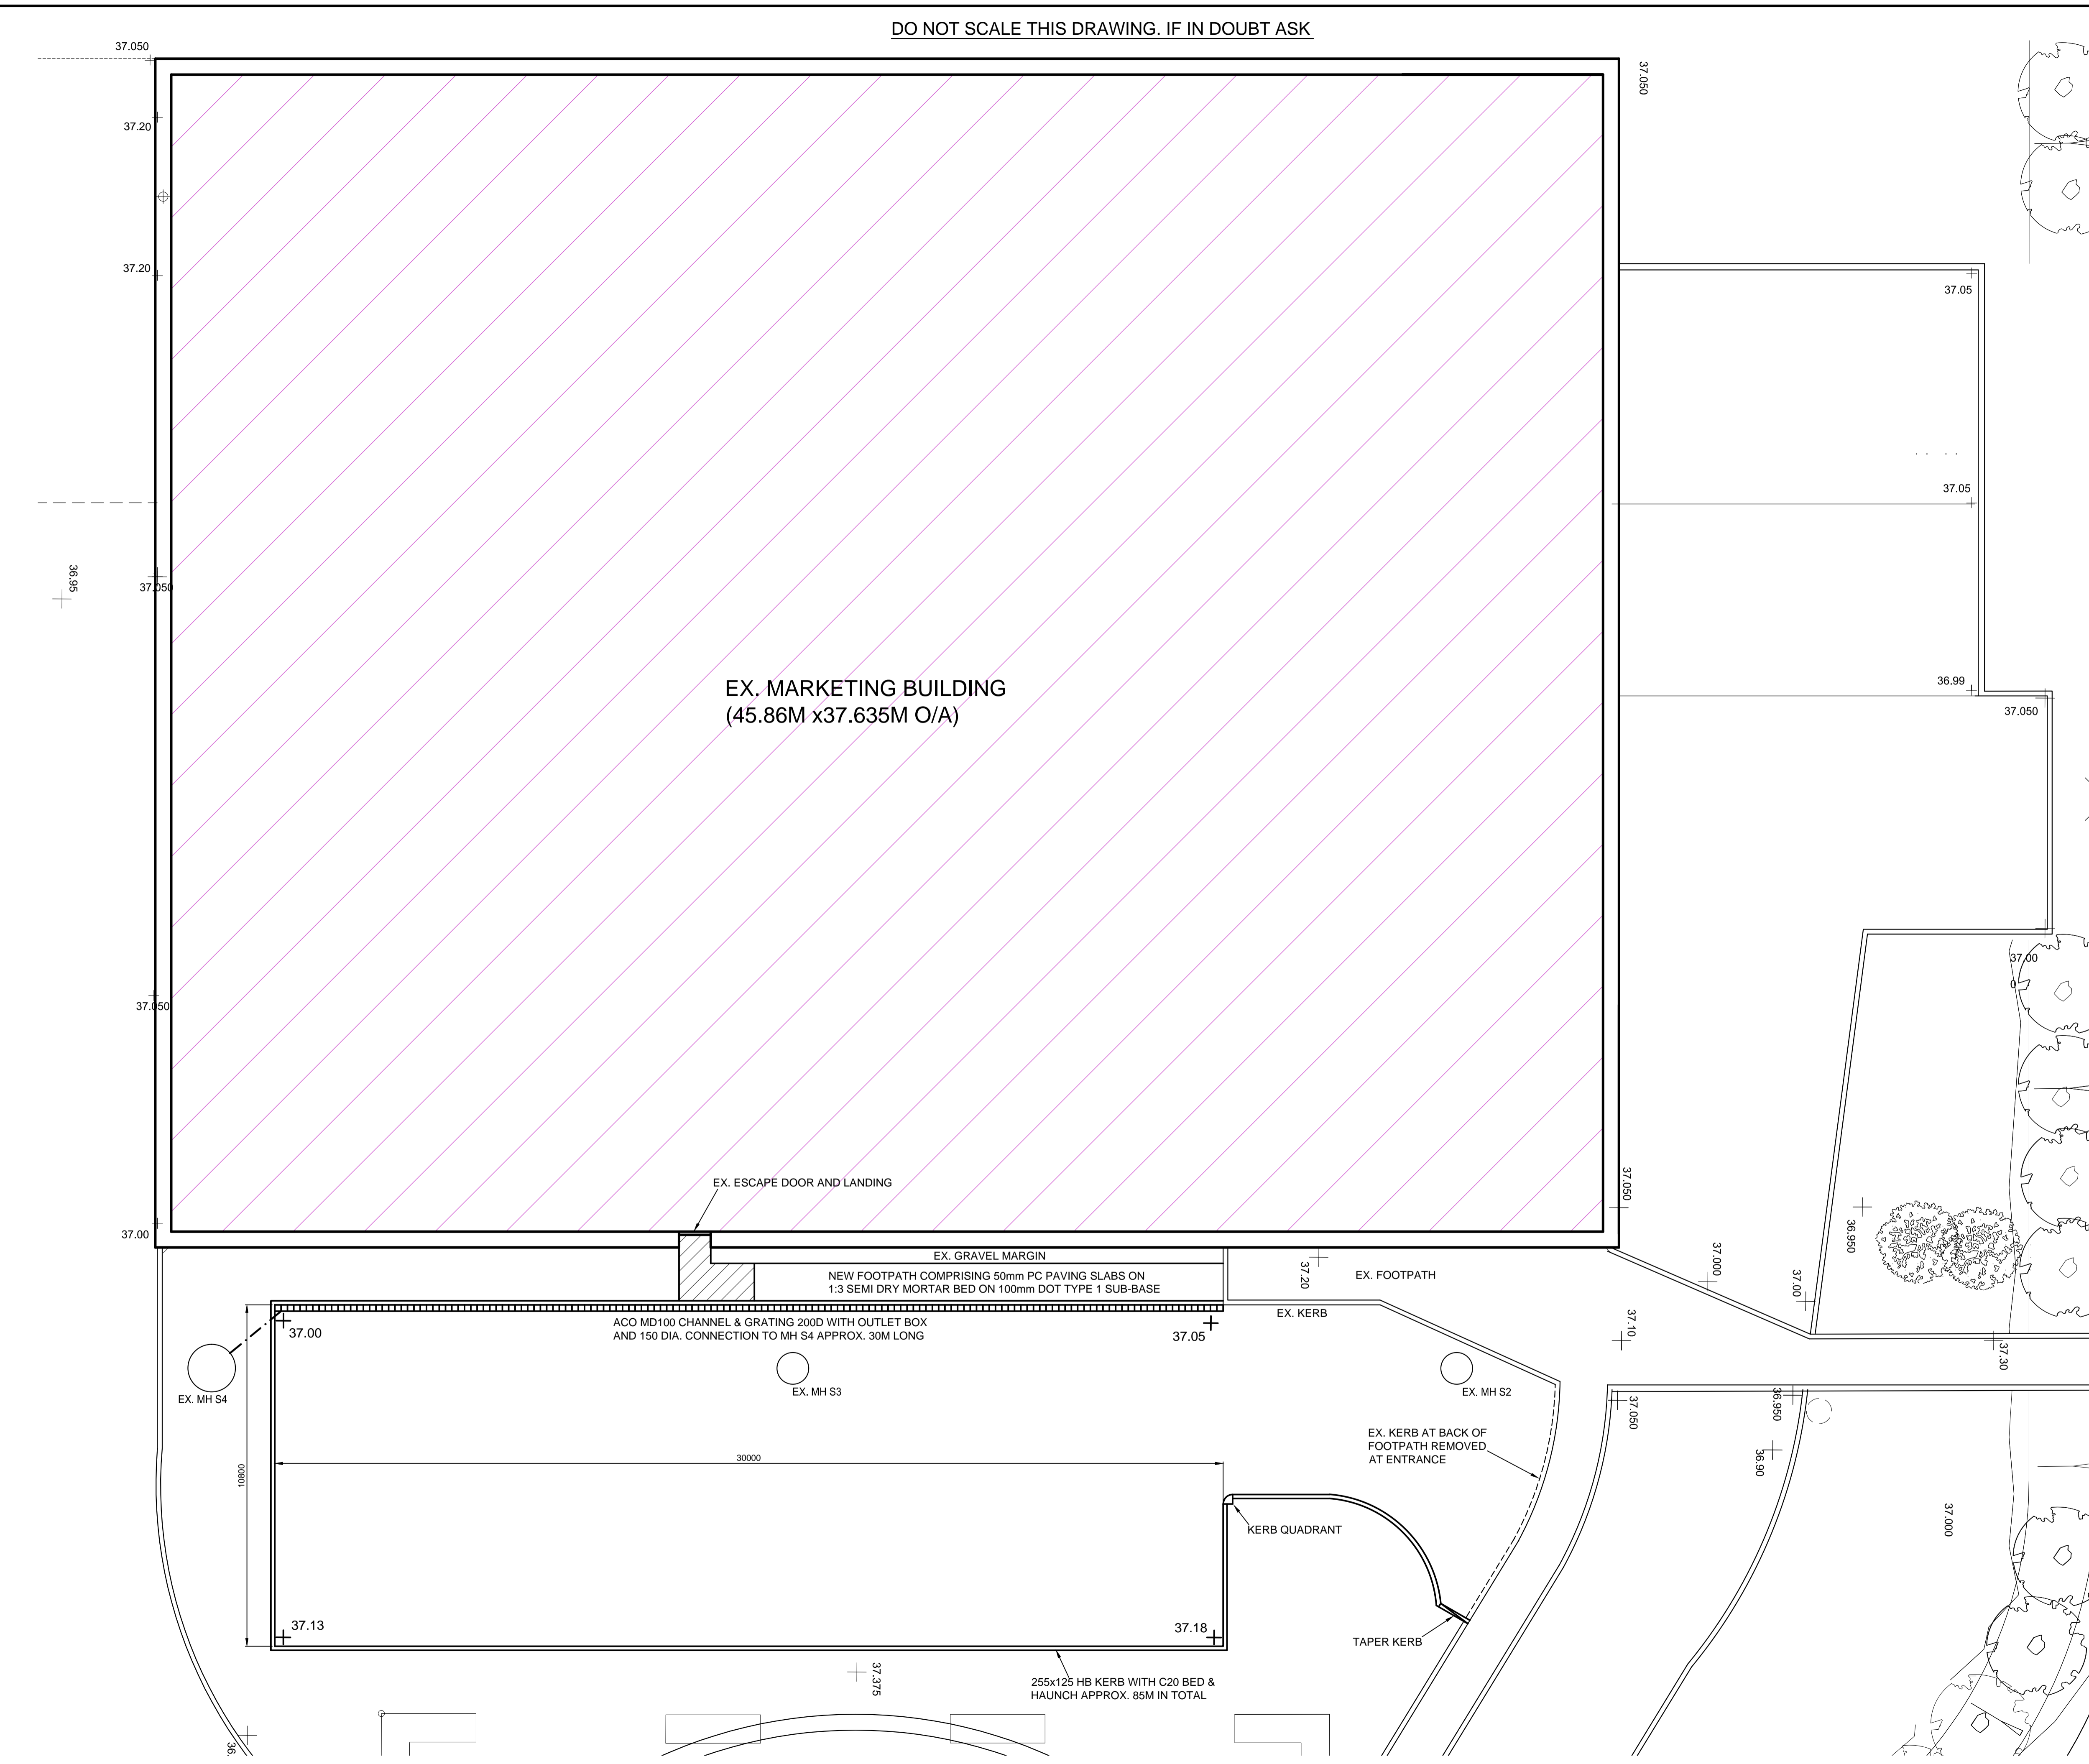 DO NOT SCALE THIS DRAWING. IF IN DOUBT ASK
37.050
37.050
37.20
37.20
37.05
37.05
36.95
37.050
36.99
37.050
EX. MARKETING BUILDING
(45.86M x37.635M O/A)
37.00
0
37.050
EX. ESCAPE DOOR AND LANDING
37.050
37.00
36.950
EX. GRAVEL MARGIN
NEW FOOTPATH COMPRISING 50mm PC PAVING SLABS ON
1:3 SEMI DRY MORTAR BED ON 100mm DOT TYPE 1 SUB-BASE
37.20
EX. FOOTPATH
37.000
37.00
EX. KERB
ACO MD100 CHANNEL & GRATING 200D WITH OUTLET BOX
AND 150 DIA. CONNECTION TO MH S4 APPROX. 30M LONG
37.00
37.05
37.10
37.30
EX. MH S4
EX. MH S3
EX. MH S2
37.050
36.950
EX. KERB AT BACK OF
FOOTPATH REMOVED
AT ENTRANCE
36.90
30000
10800
37.000
KERB QUADRANT
37.13
37.18
TAPER KERB
37.375
255x125 HB KERB WITH C20 BED &
HAUNCH APPROX. 85M IN TOTAL
36.